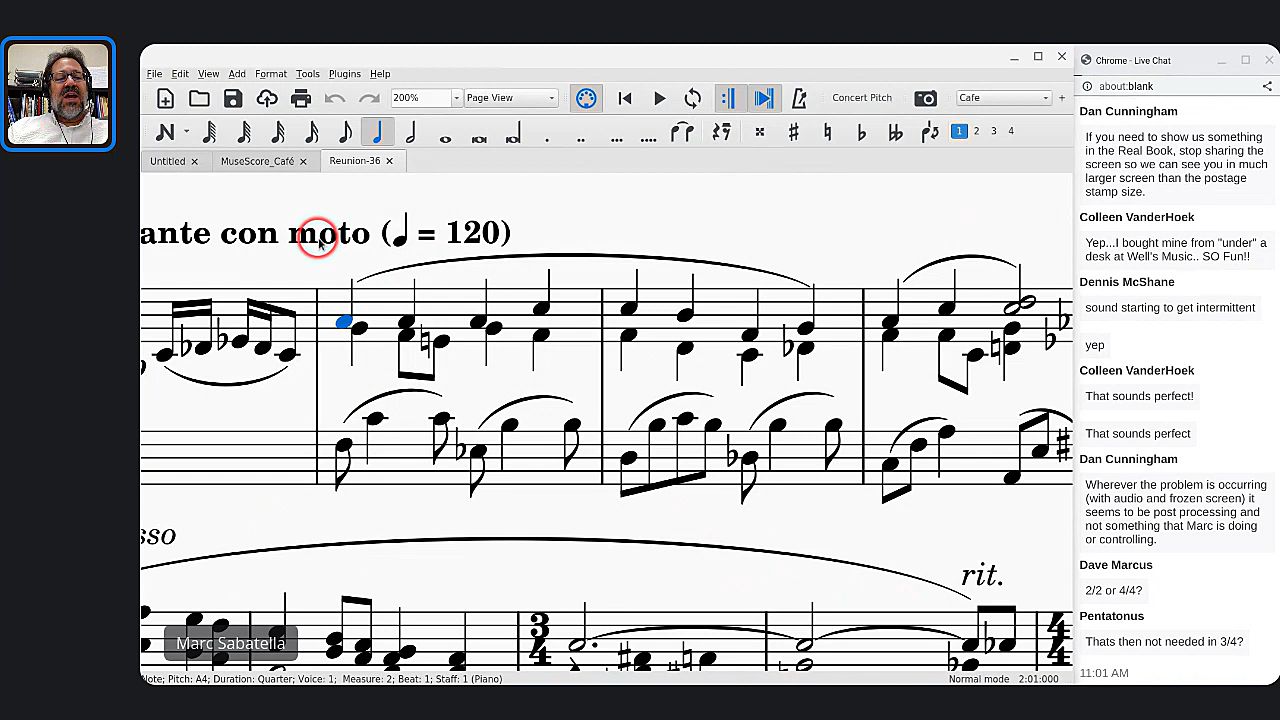 Chrome - Live Chat
File Edit View Add Format Tools Plugins Help
about:blank
200% Page View Concert Pitch Cafe +
1 2 3 4
Untitled × MuseScore_Café × Reunion-36 ×
ante con moto (♩ = 120)
sso
rit.
3
4
4
4
Marc Sabatella
Note; Pitch: A4; Duration: Quarter; Voice: 1; Measure: 2; Beat: 1; Staff: 1 (Piano) Normal mode 2:01:000
Dan Cunningham
If you need to show us something
in the Real Book, stop sharing the
screen so we can see you in much
larger screen than the postage
stamp size.
Colleen VanderHoek
Yep...I bought mine from "under" a
desk at Well's Music.. SO Fun!!
Dennis McShane
sound starting to get intermittent
yep
Colleen VanderHoek
That sounds perfect!
That sounds perfect
Dan Cunningham
Wherever the problem is occurring
(with audio and frozen screen) it
seems to be post processing and
not something that Marc is doing
or controlling.
Dave Marcus
2/2 or 4/4?
Pentatonus
Thats then not needed in 3/4?
11:01 AM